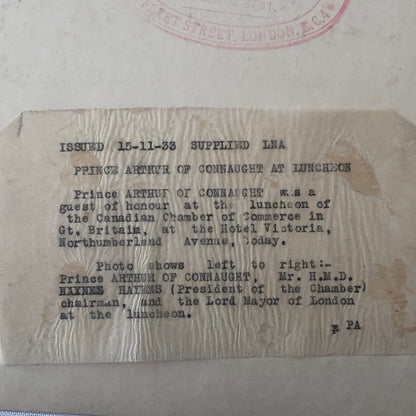 FLEET STREET. LONDON, E.C.4
ISSUED 15-11-33 SUPPLIED LNA
PRINCE ARTHUR OF CONNAUGHT AT LUNCHEON
Prince ARTHUR OF CONNAUGHT was a
guest of honour at the luncheon of
the Canadian Chamber of Commerce in
Gt. Britain, at the Hotel Victoria,
Northumberland Avenue, today.
Photo shows left to right:-
Prince ARTHUR OF CONNAUGHT, Mr. H.M.D.
HAYNES HAYENS (President of the Chamber)
chairman, and the Lord Mayor of London
at the luncheon.
PA